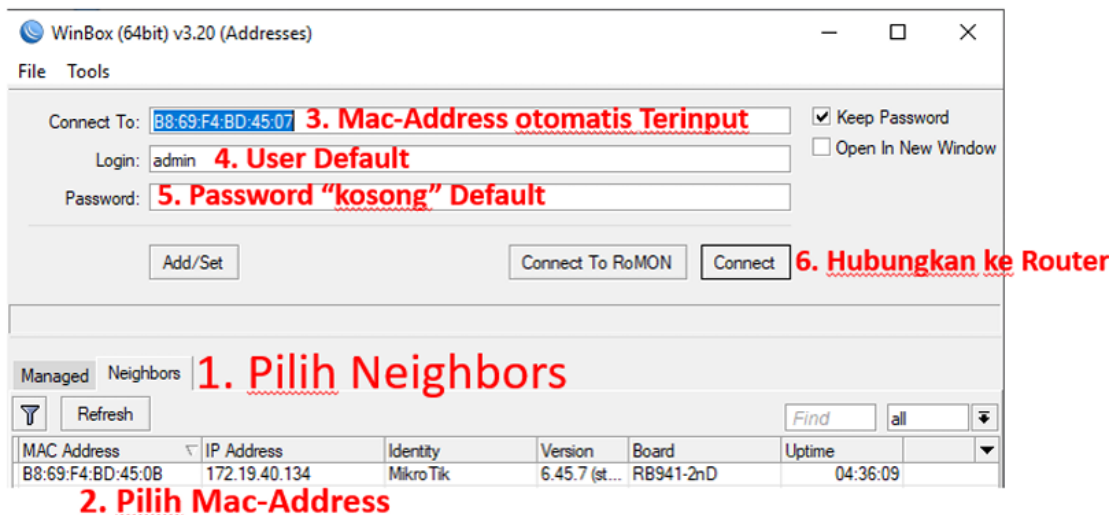 WinBox (64bit) v3.20 (Addresses)
File Tools
Connect To: B8:69:F4:BD:45:07 3. Mac-Address otomatis Terinput Keep Password
Login: admin 4. User Default Open In New Window
Password: 5. Password “kosong” Default
Add/Set Connect To RoMON Connect 6. Hubungkan ke Router
Managed Neighbors 1. Pilih Neighbors
Refresh Find all
MAC Address IP Address Identity Version Board Uptime
B8:69:F4:BD:45:0B 172.19.40.134 MikroTik 6.45.7 (st... RB941-2nD 04:36:09
2. Pilih Mac-Address